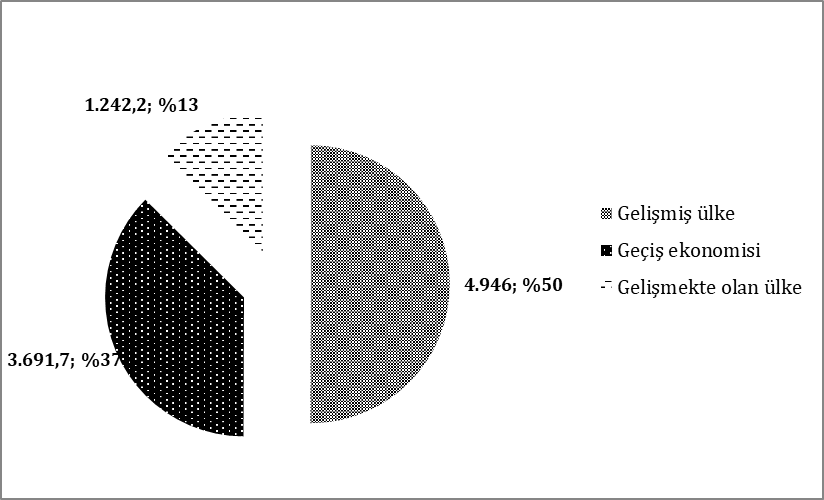 1.242,2; %13
Gelişmiş ülke
Geçiş ekonomisi
4.946; %50
Gelişmekte olan ülke
3.691,7; %37